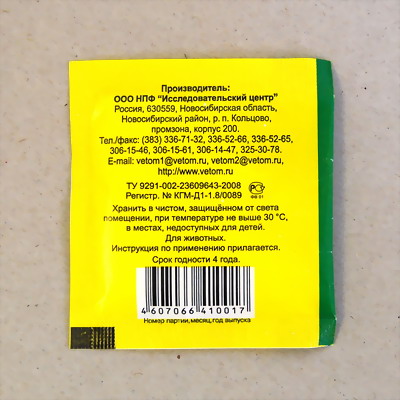 Производитель:
ООО НПФ "Исследовательский центр"
Россия, 630559, Новосибирская область,
Новосибирский район, р. п. Кольцово,
промзона, корпус 200.
Тел./факс: (383) 336-71-32, 336-52-66, 336-52-65,
306-15-46, 306-15-61, 306-14-47, 325-30-78.
E-mail: vetom1@vetom.ru, vetom2@vetom.ru,
http://www.vetom.ru
ТУ 9291-002-23609643-2008
Регистр. № КГМ-Д1-1.8/0089
Хранить в чистом, защищённом от света
помещении, при температуре не выше 30 °C,
в местах, недоступных для детей.
Для животных.
Инструкция по применению прилагается.
Срок годности 4 года.
4 607066 410017
Номер партии,месяц,год выпуска